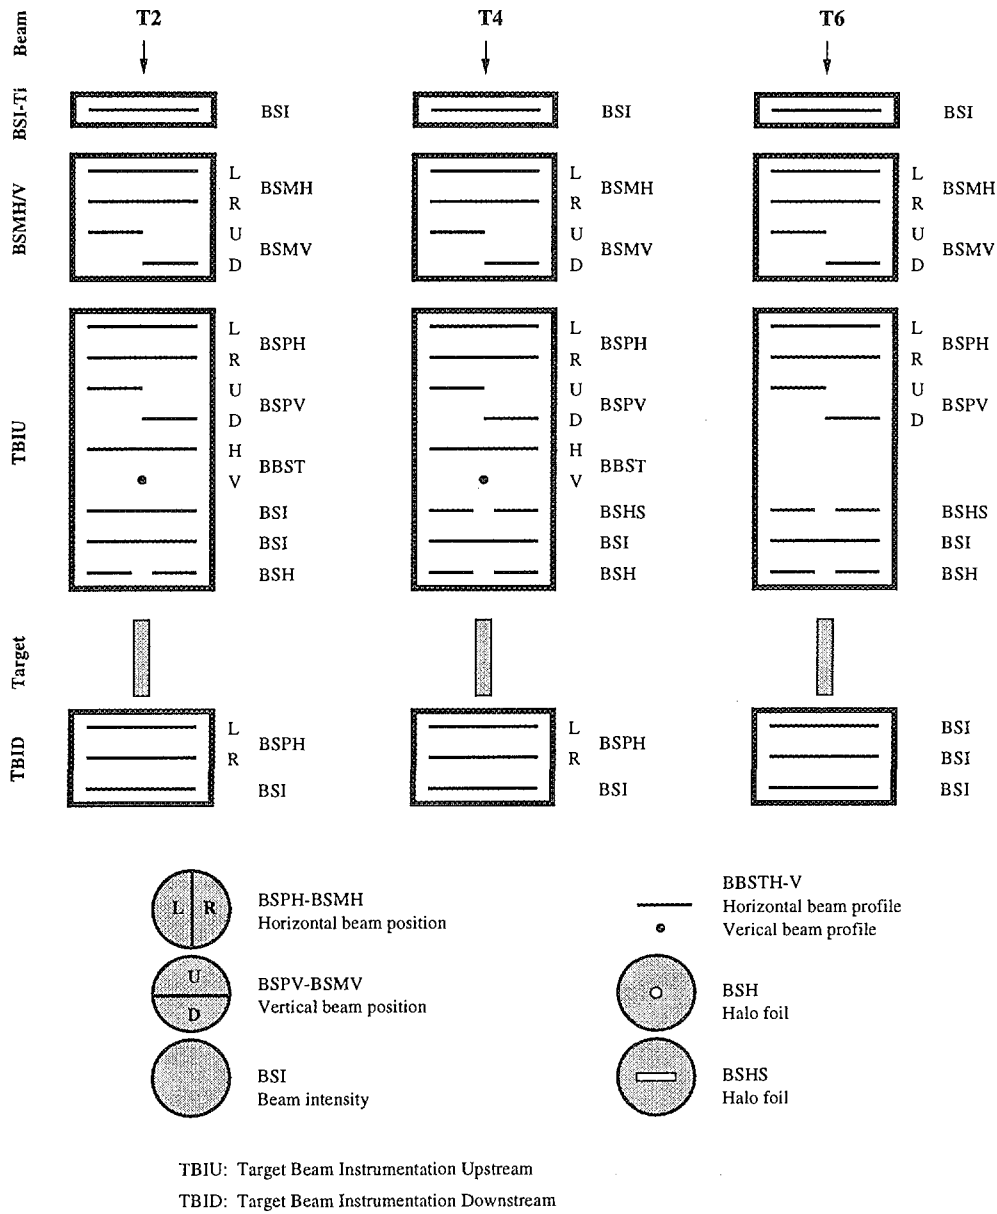 Beam T2 T4 T6
BSI-Ti BSI BSI BSI
BSMH/V
L L L
BSMH BSMH BSMH
R R R
U U U
BSMV BSMV BSMV
D D D
TBIU
L L L
BSPH BSPH BSPH
R R R
U U U
BSPV BSPV BSPV
D D D
H H
BBST BBST
V V
BSI BSHS BSHS
BSI BSI BSI
BSH BSH BSH
Target
TBID
L L BSI
BSPH BSPH
R R BSI
BSI BSI BSI
L R
BSPH-BSMH
Horizontal beam position
U
D
BSPV-BSMV
Vertical beam position
BSI
Beam intensity
BBSTH-V
Horizontal beam profile
Verical beam profile
BSH
Halo foil
BSHS
Halo foil
TBIU: Target Beam Instrumentation Upstream
TBID: Target Beam Instrumentation Downstream